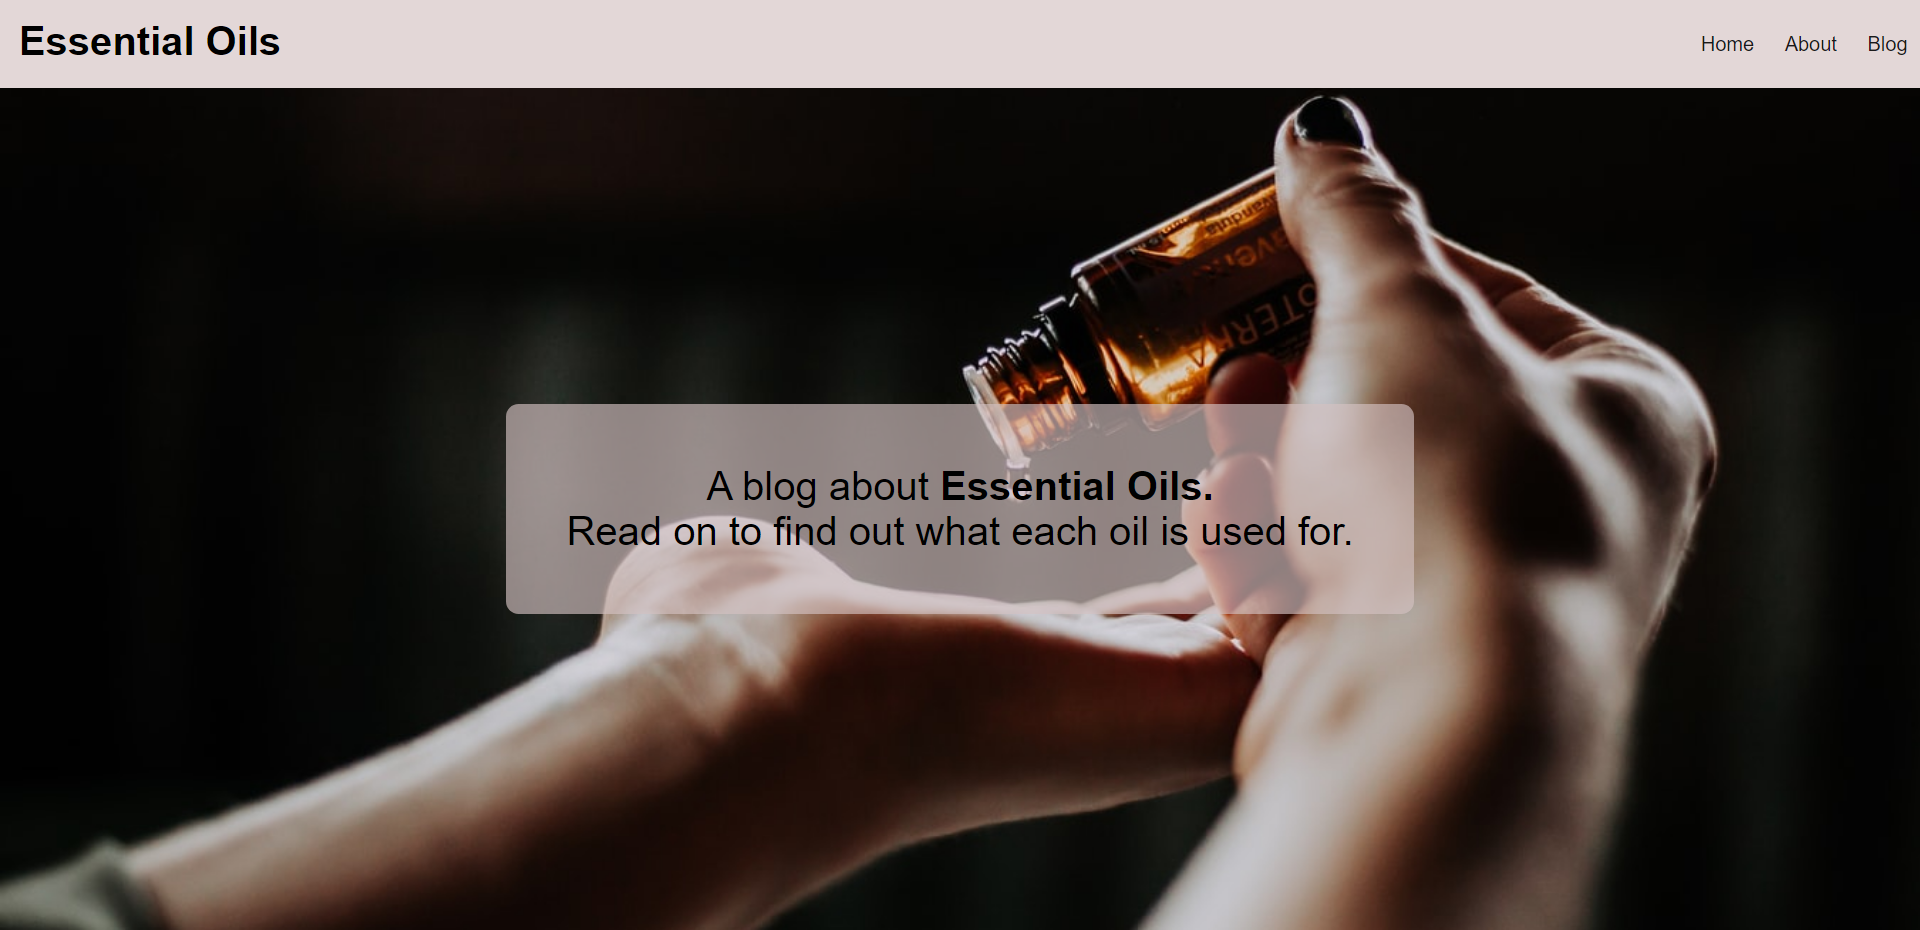 Essential Oils
Home About Blog
A blog about Essential Oils.
Read on to find out what each oil is used for.